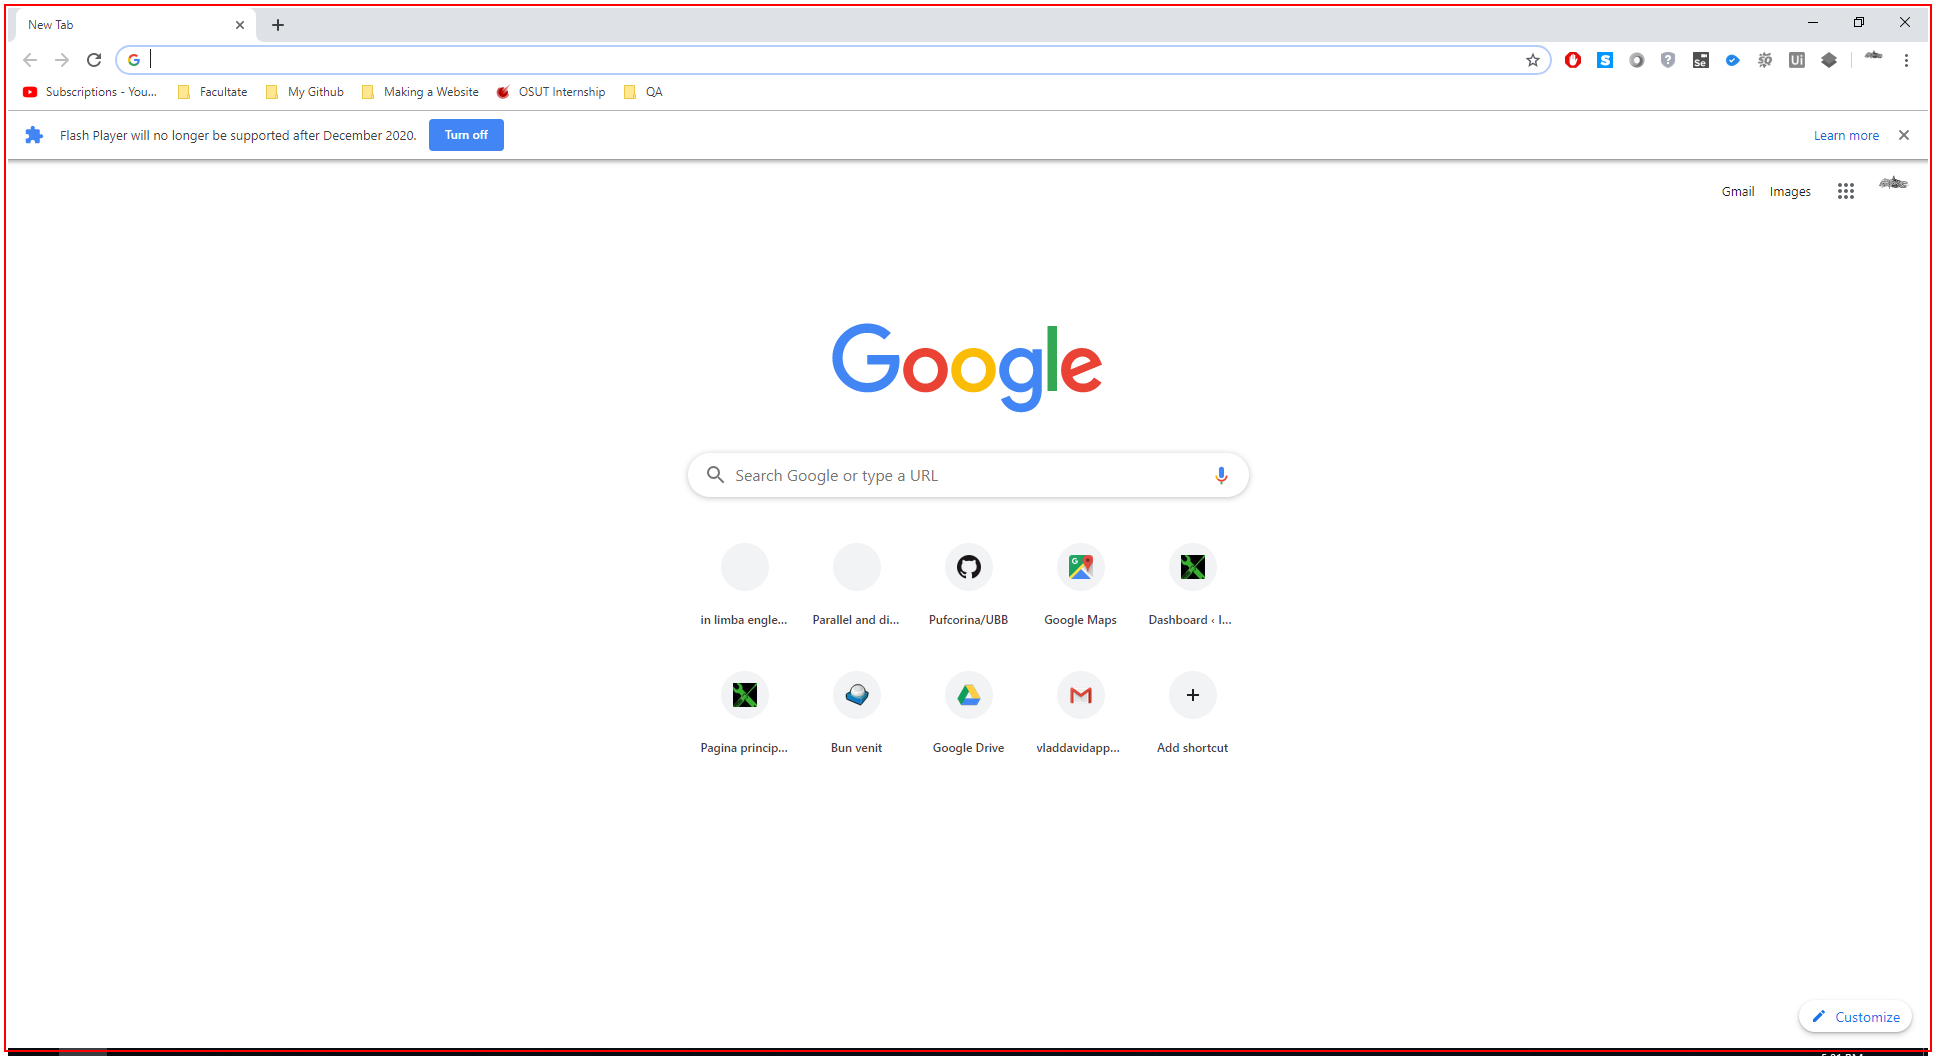 New Tab
Subscriptions - You...
Facultate
My Github
Making a Website
OSUT Internship
QA
Flash Player will no longer be supported after December 2020.
Turn off
Learn more
Gmail
Images
Google
Search Google or type a URL
in limba engle...
Parallel and di...
Pufcorina/UBB
Google Maps
Dashboard ‹ I...
Pagina princip...
Bun venit
Google Drive
vladdavidapp...
Add shortcut
Customize